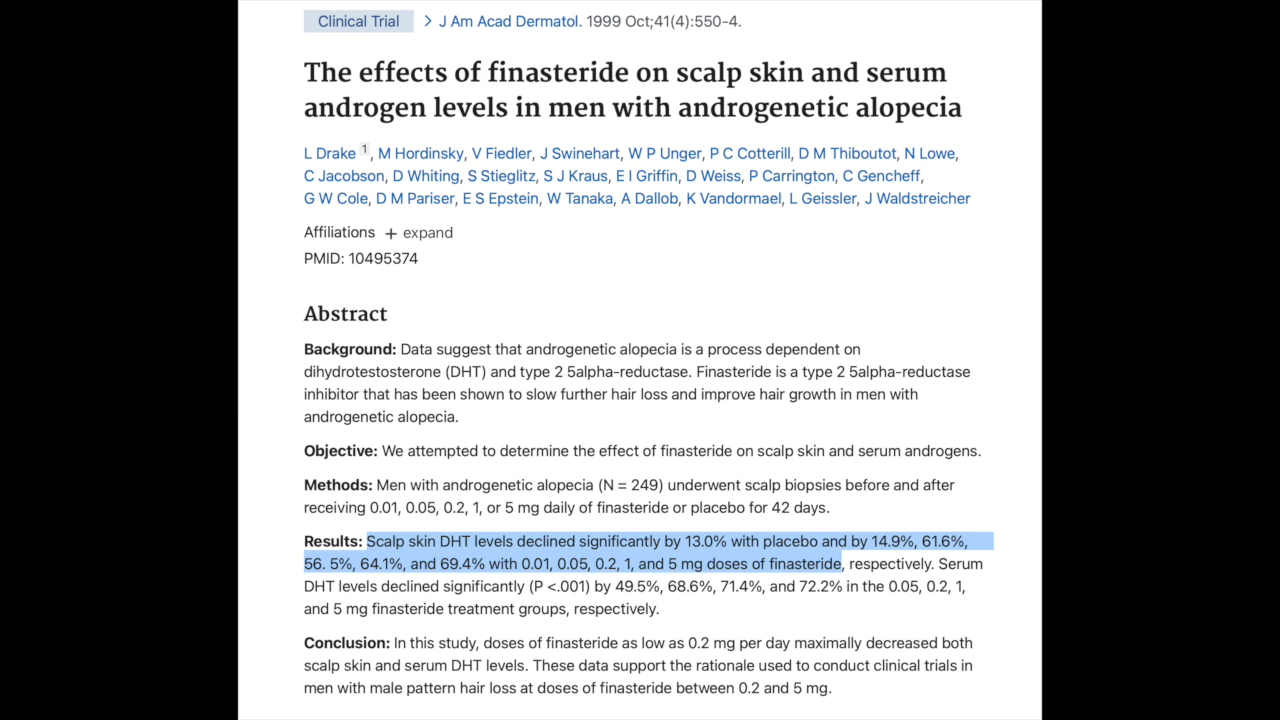 Clinical Trial > J Am Acad Dermatol. 1999 Oct;41(4):550-4.
The effects of finasteride on scalp skin and serum
androgen levels in men with androgenetic alopecia
L Drake 1, M Hordinsky, V Fiedler, J Swinehart, W P Unger, P C Cotterill, D M Thiboutot, N Lowe,
C Jacobson, D Whiting, S Stieglitz, S J Kraus, E I Griffin, D Weiss, P Carrington, C Gencheff,
G W Cole, D M Pariser, E S Epstein, W Tanaka, A Dallob, K Vandormael, L Geissler, J Waldstreicher
Affiliations + expand
PMID: 10495374
Abstract
Background: Data suggest that androgenetic alopecia is a process dependent on
dihydrotestosterone (DHT) and type 2 5alpha-reductase. Finasteride is a type 2 5alpha-reductase
inhibitor that has been shown to slow further hair loss and improve hair growth in men with
androgenetic alopecia.
Objective: We attempted to determine the effect of finasteride on scalp skin and serum androgens.
Methods: Men with androgenetic alopecia (N = 249) underwent scalp biopsies before and after
receiving 0.01, 0.05, 0.2, 1, or 5 mg daily of finasteride or placebo for 42 days.
Results: Scalp skin DHT levels declined significantly by 13.0% with placebo and by 14.9%, 61.6%,
56. 5%, 64.1%, and 69.4% with 0.01, 0.05, 0.2, 1, and 5 mg doses of finasteride, respectively. Serum
DHT levels declined significantly (P <.001) by 49.5%, 68.6%, 71.4%, and 72.2% in the 0.05, 0.2, 1,
and 5 mg finasteride treatment groups, respectively.
Conclusion: In this study, doses of finasteride as low as 0.2 mg per day maximally decreased both
scalp skin and serum DHT levels. These data support the rationale used to conduct clinical trials in
men with male pattern hair loss at doses of finasteride between 0.2 and 5 mg.